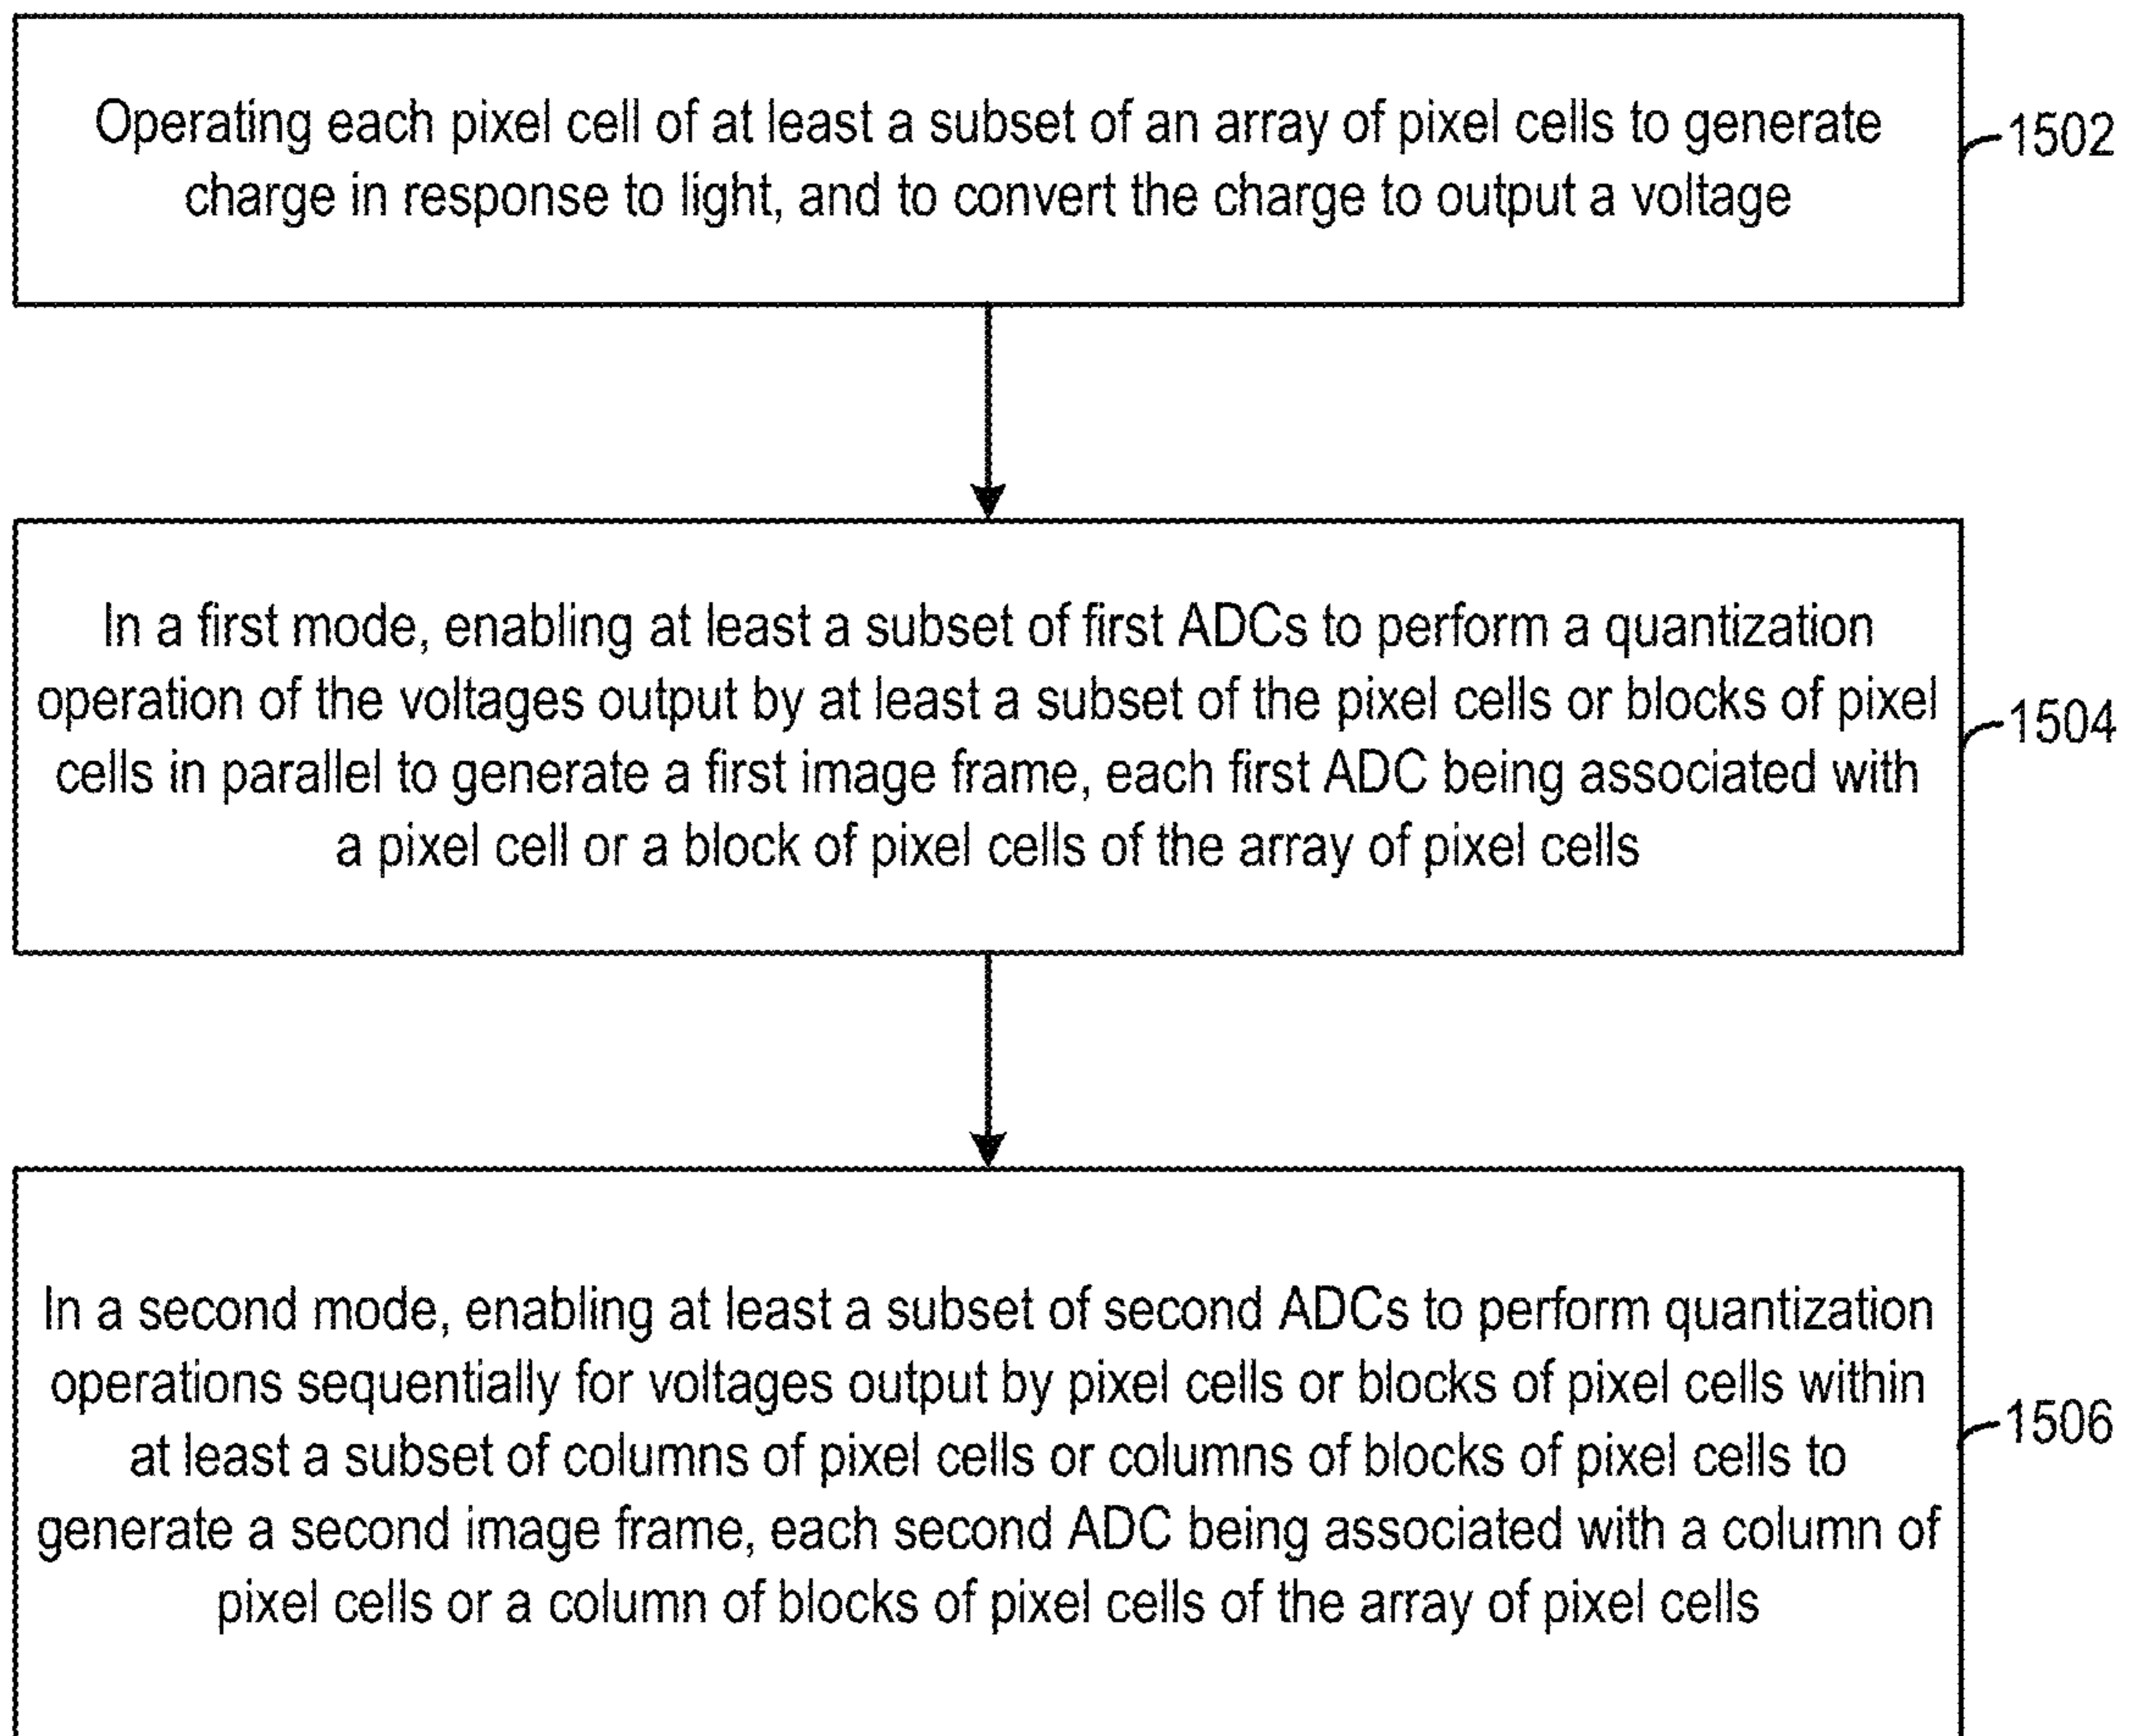 Operating each pixel cell of at least a subset of an array of pixel cells to generate
charge in response to light, and to convert the charge to output a voltage
1502
In a first mode, enabling at least a subset of first ADCs to perform a quantization
operation of the voltages output by at least a subset of the pixel cells or blocks of pixel
cells in parallel to generate a first image frame, each first ADC being associated with
a pixel cell or a block of pixel cells of the array of pixel cells
1504
In a second mode, enabling at least a subset of second ADCs to perform quantization
operations sequentially for voltages output by pixel cells or blocks of pixel cells within
at least a subset of columns of pixel cells or columns of blocks of pixel cells to
generate a second image frame, each second ADC being associated with a column of
pixel cells or a column of blocks of pixel cells of the array of pixel cells
1506